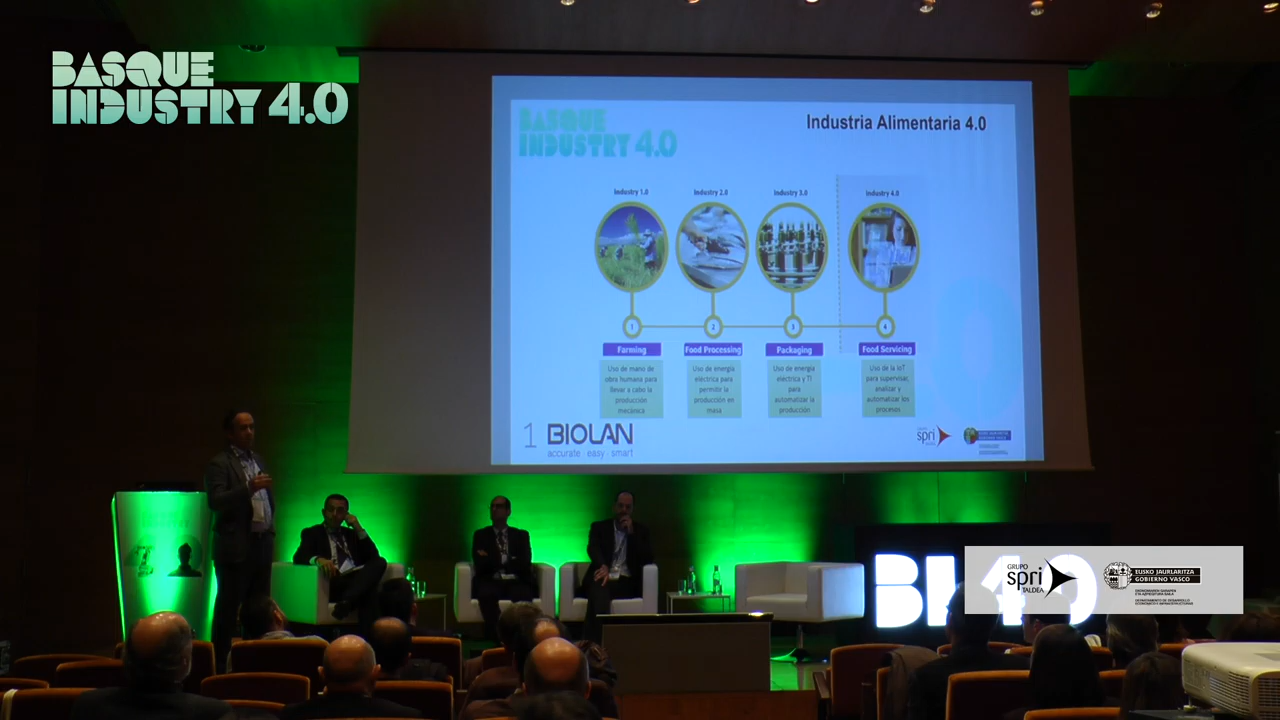 BASQUE
INDUSTRY 4.0
BASQUE
INDUSTRY 4.0
Industria Alimentaria 4.0
Industry 1.0
Industry 2.0
Industry 3.0
Industry 4.0
1
2
3
4
Farming
Food Processing
Packaging
Food Servicing
Uso de mano de
obra humana para
llevar a cabo la
producción
mecánica
Uso de energía
eléctrica para
permitir la
producción en
masa
Uso de energía
eléctrica y TI
para
automatizar la
producción
Uso de la IoT
para supervisar,
analizar y
automatizar los
procesos
1 BIOLAN
accurate · easy · smart
spri
BI 4.0
GRUPO
spri
TALDEA
EUSKO JAURLARITZA
GOBIERNO VASCO